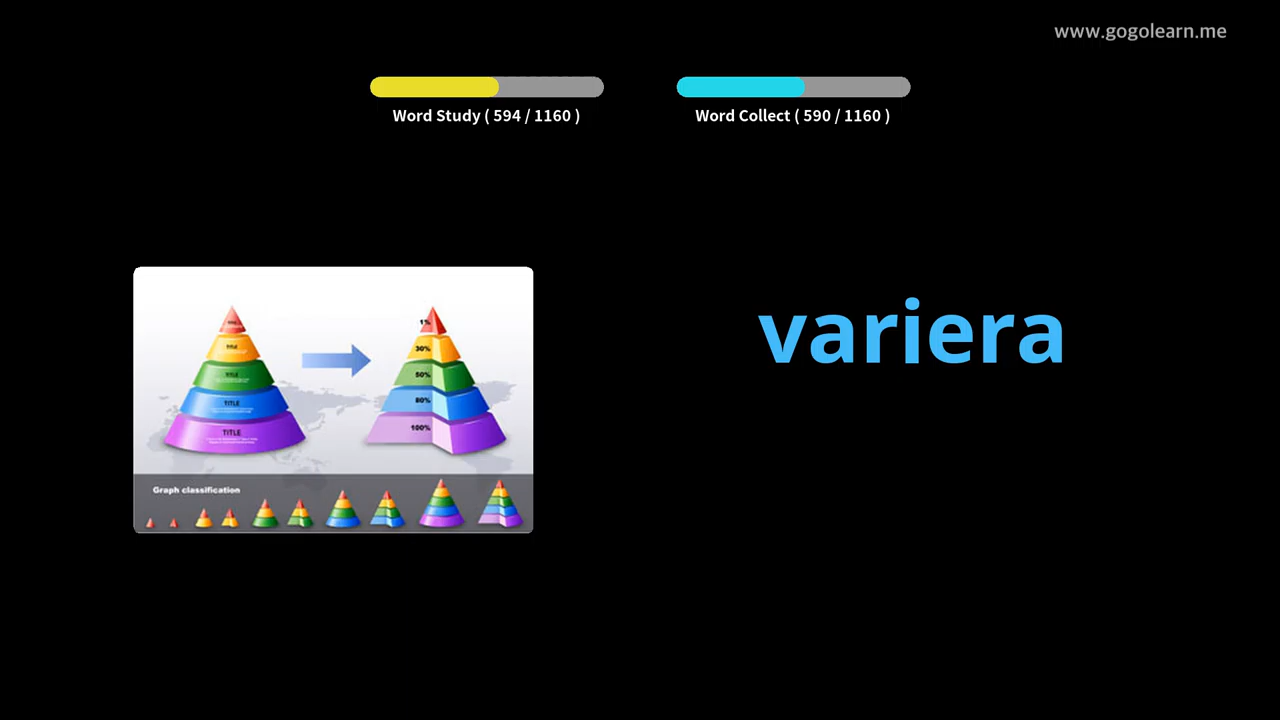 www.gogolearn.me
Word Study ( 594 / 1160 )
Word Collect ( 590 / 1160 )
variera
TITLE
TITLE
TITLE
TITLE
1%
30%
50%
80%
100%
Graph classification